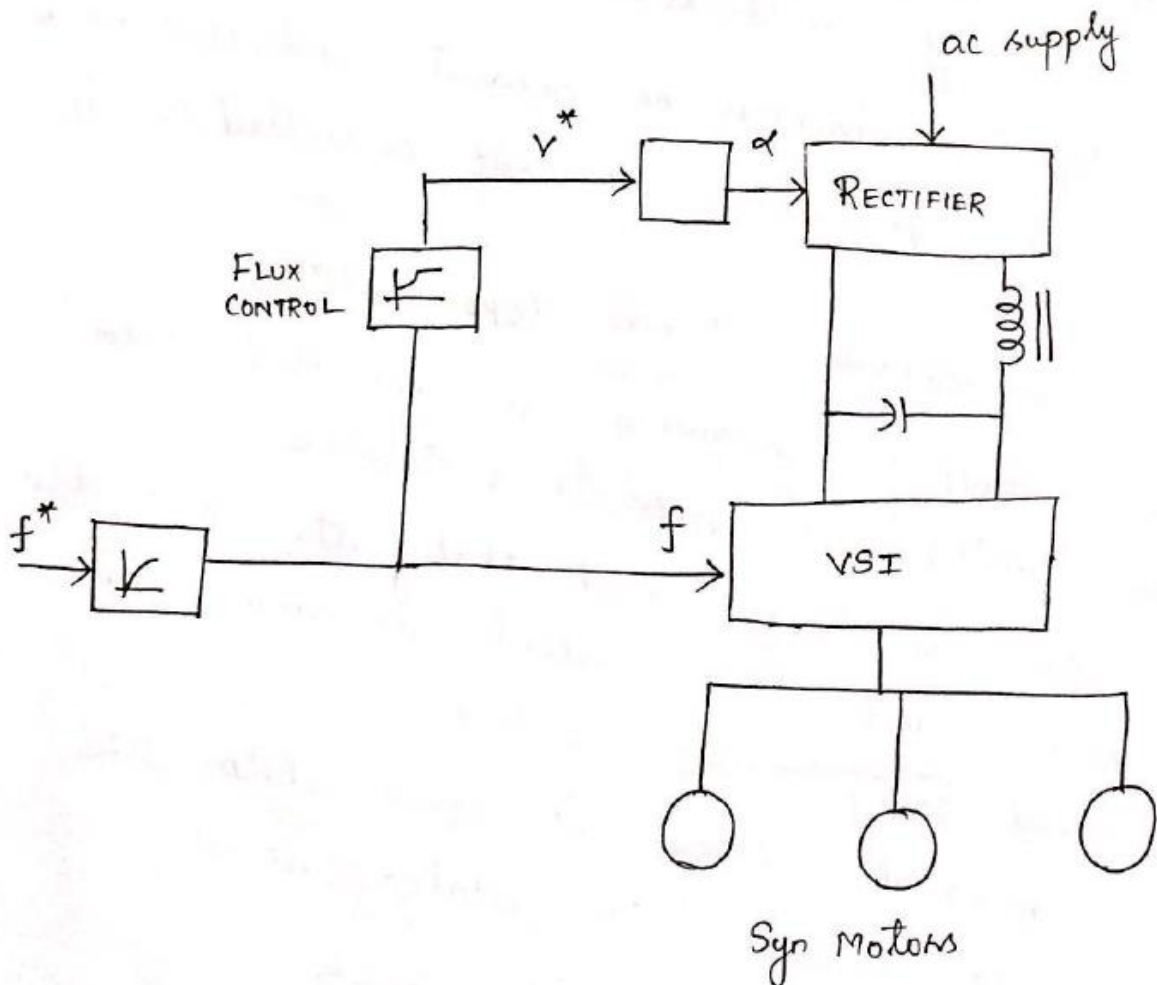 ac supply
v*
α
RECTIFIER
FLUX
CONTROL
f*
f
VSI
Syn Motors